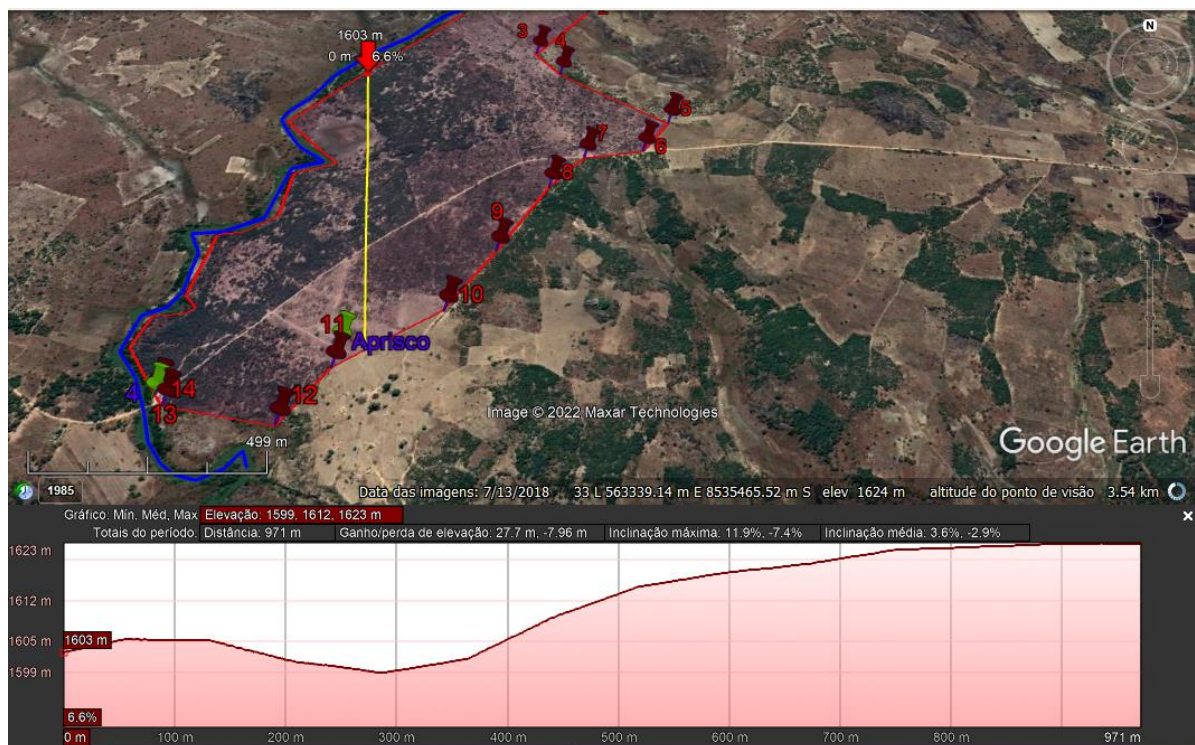 1603 m
0 m 6.6%
N
3
4
5
6
7
8
9
10
11
Aprisco
12
14
4
13
Image © 2022 Maxar Technologies
499 m
Google Earth
1985
Data das imagens: 7/13/2018 33 L 563339.14 m E 8535465.52 m S elev 1624 m altitude do ponto de visão 3.54 km
Gráfico: Mín, Méd, Max Elevação: 1599, 1612, 1623 m
Totais do período: Distância: 971 m Ganho/perda de elevação: 27.7 m, -7.96 m Inclinação máxima: 11.9%, -7.4% Inclinação média: 3.6%, -2.9%
1623 m
1612 m
1605 m 1603 m
1599 m
6.6%
0 m 100 m 200 m 300 m 400 m 500 m 600 m 700 m 800 m 971 m